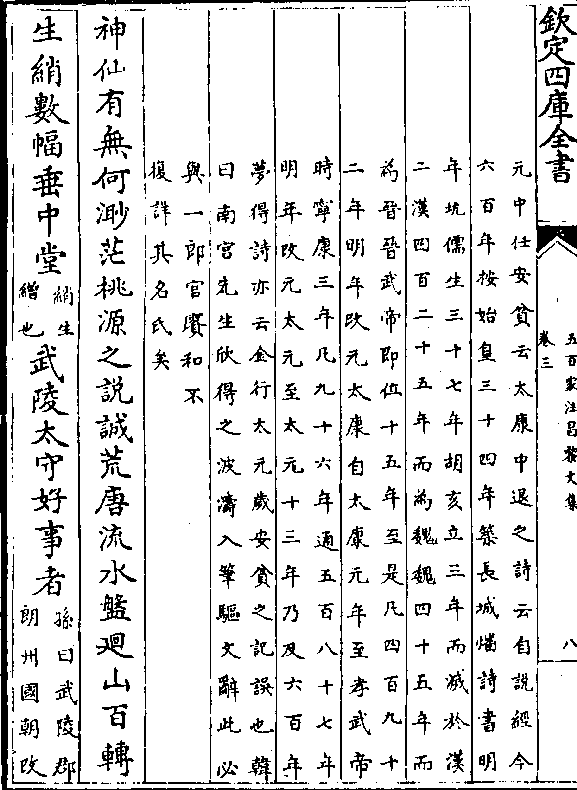 欽定四庫全書
五百家注昌黎文集
卷三
八
元中任安貧云太康中退之詩云自說經今
六百年按始皇三十四年築長城燔詩書明
年坑儒生三十七年胡亥立三年而滅於漢
二漢四百二十五年而為魏魏四十五年而
為晉晉武帝即位十五年至是凡四百九十
二年明年改元太康自太康元年至孝武帝
時寧康三年凡九十六年通五百八十七年
明年改元太元至太元十三年乃及六百年
夢得詩亦云金行太元歲安貧之記誤也韓
曰南宮先生欣得之波濤入筆驅文辭此必
與一郎官賡和不
復詳其名氏矣
神仙有無何渺茫桃源之說誠荒唐流水盤迴山百轉
生綃數幅垂中堂綃生繒也武陵太守好事者孫曰武陵郡朗州國朝改